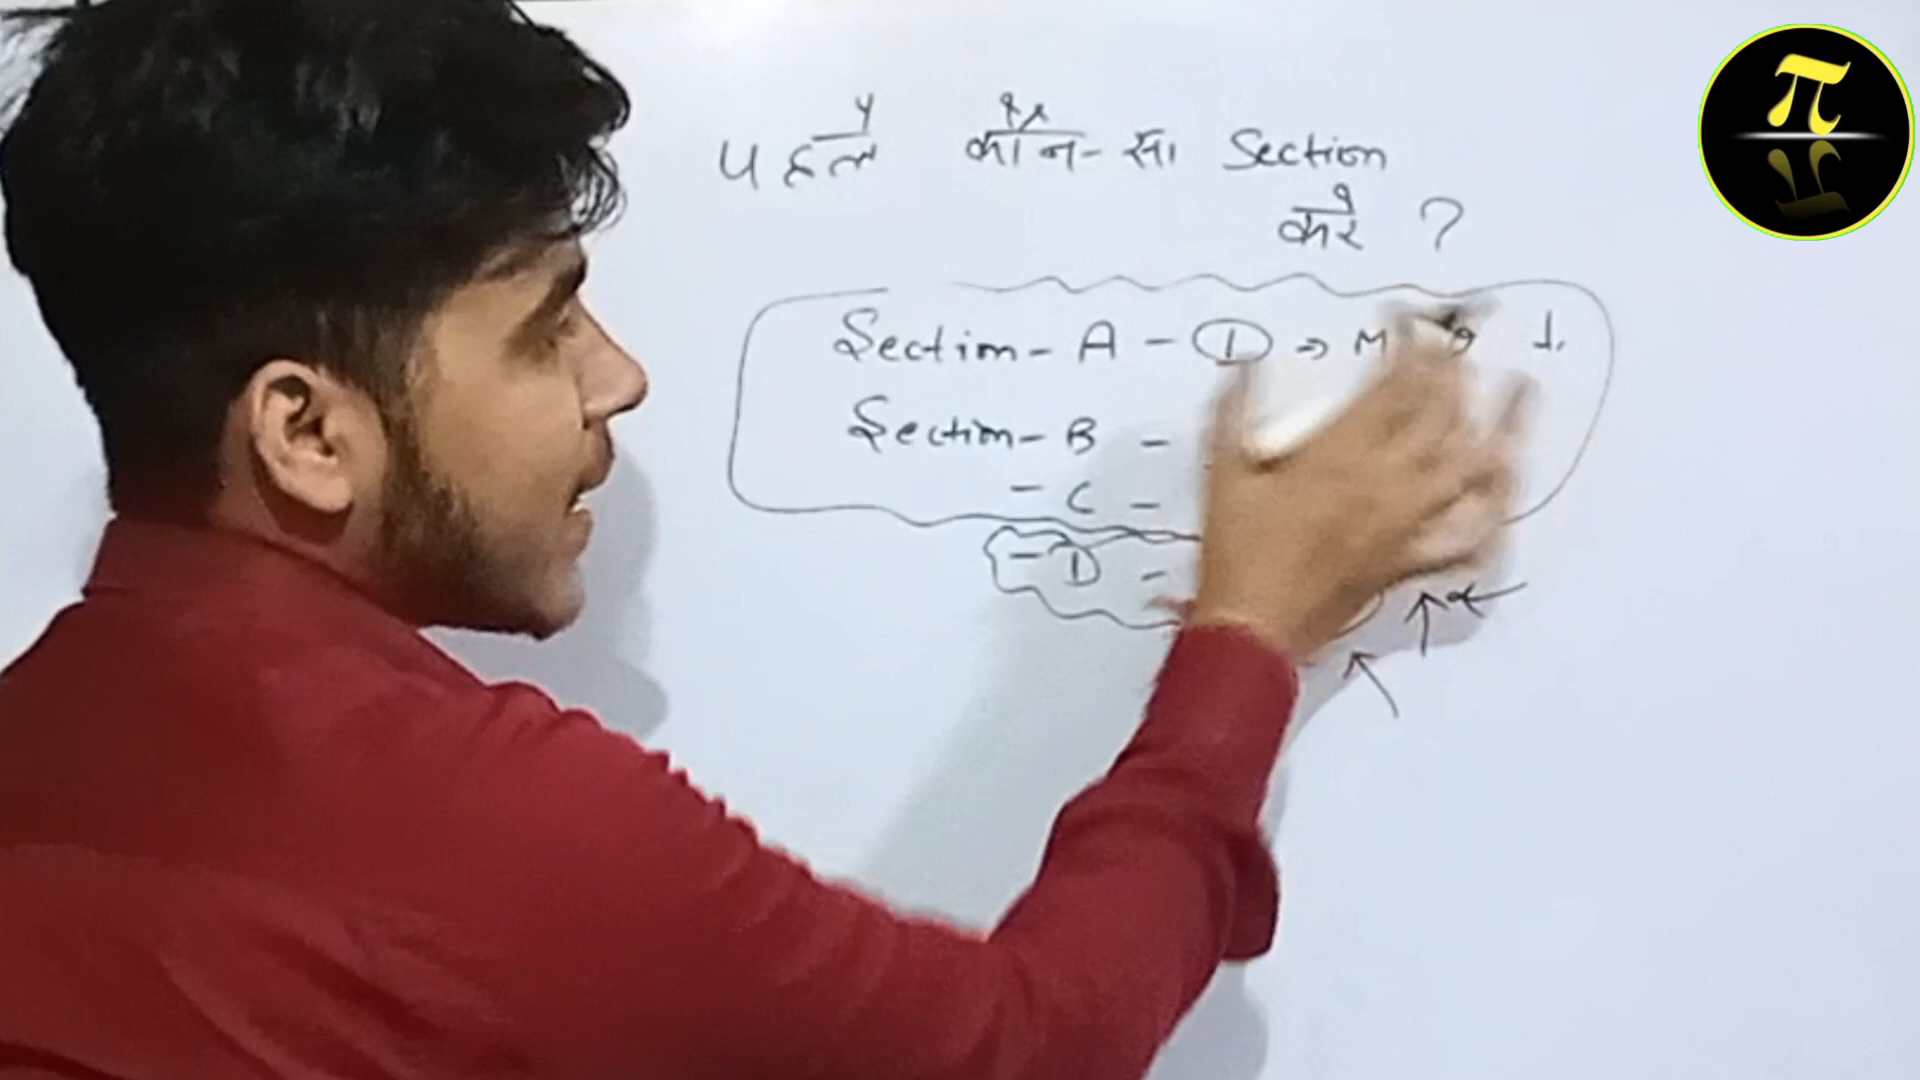 पहले कौन-सा Section
करे ?
Section - A - 1 ⇒ M
Section - B -
- C -
- D -
π